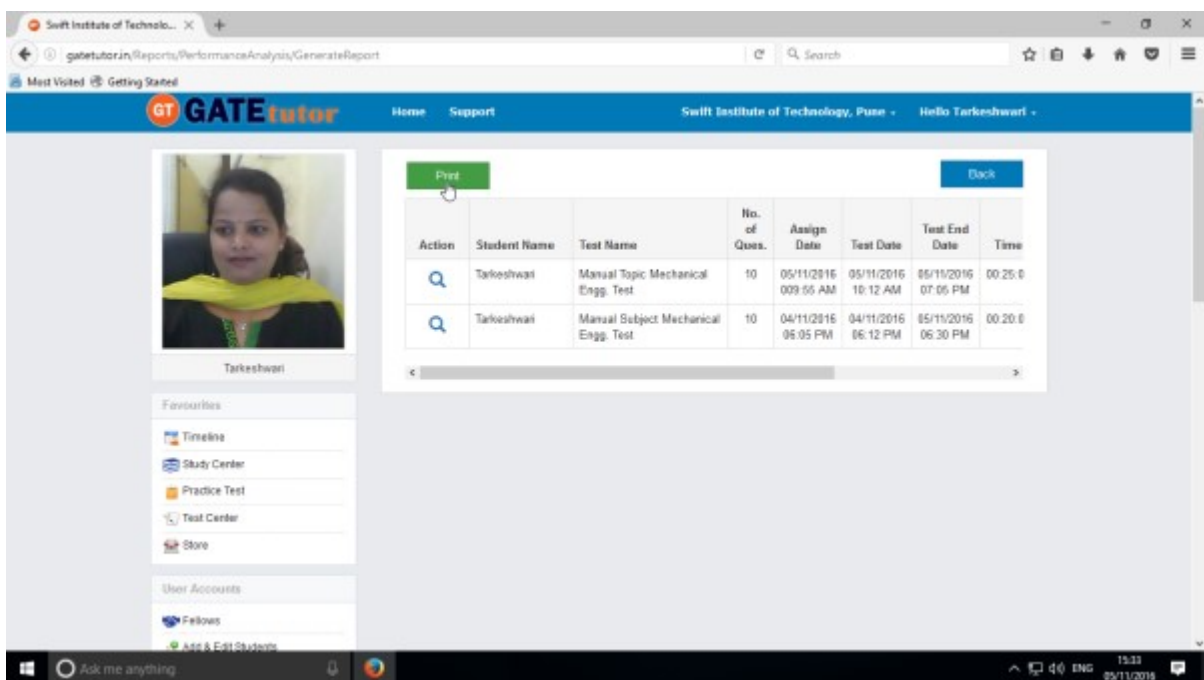 Swift Institute of Technolo...
gatetutor.in/Reports/PerformanceAnalysis/GenerateReport
Search
Most Visited Getting Started
GT GATEtutor Home Support Swift Institute of Technology, Pune Hello Tarkeshwari
Print Back
Action Student Name Test Name No. of Ques. Assign Date Test Date Test End Date Time
Tarkeshwari Manual Topic Mechanical 10 05/11/2016 05/11/2016 05/11/2016 00:25:0
Engg. Test 009:55 AM 10:12 AM 07:05 PM
Tarkeshwari Manual Subject Mechanical 10 04/11/2016 04/11/2016 05/11/2016 00:20:0
Engg. Test 06:05 PM 06:12 PM 06:30 PM
Tarkeshwari
Favourites
Timeline
Study Center
Practice Test
Test Center
Store
User Accounts
Fellows
Add & Edit Students
Ask me anything
ENG
15:33
05/11/2016